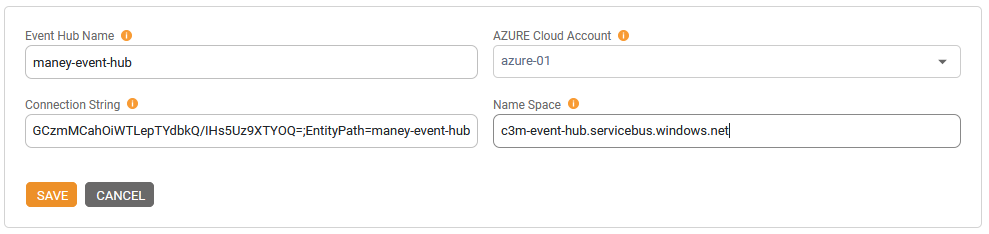 Event Hub Name
maney-event-hub
AZURE Cloud Account
azure-01
Connection String
GCzmMCahOiWTLepTYdbkQ/IHs5Uz9XTYOQ=;EntityPath=maney-event-hub
Name Space
c3m-event-hub.servicebus.windows.net
SAVE
CANCEL